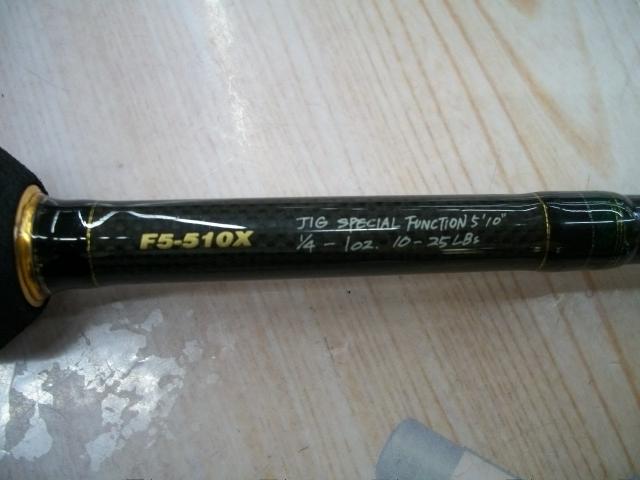 F5-510X
JIG SPECIAL FUNCTION 5'10"
1/4 - 1oz. 10-25LBs